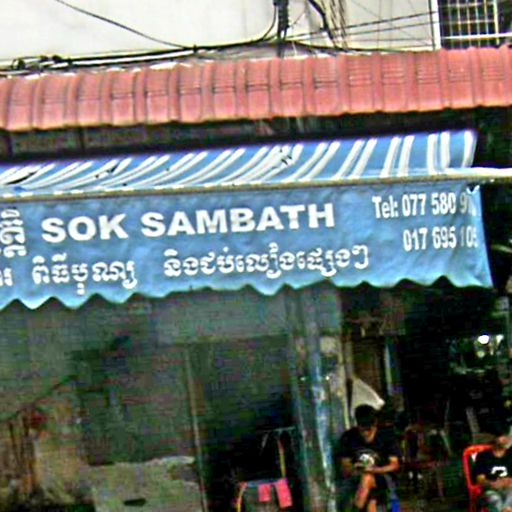 SOK SAMBATH
Tel: 077 580
017 695
ពិធីបុណ្យ និងជប់លៀងផ្សេងៗ